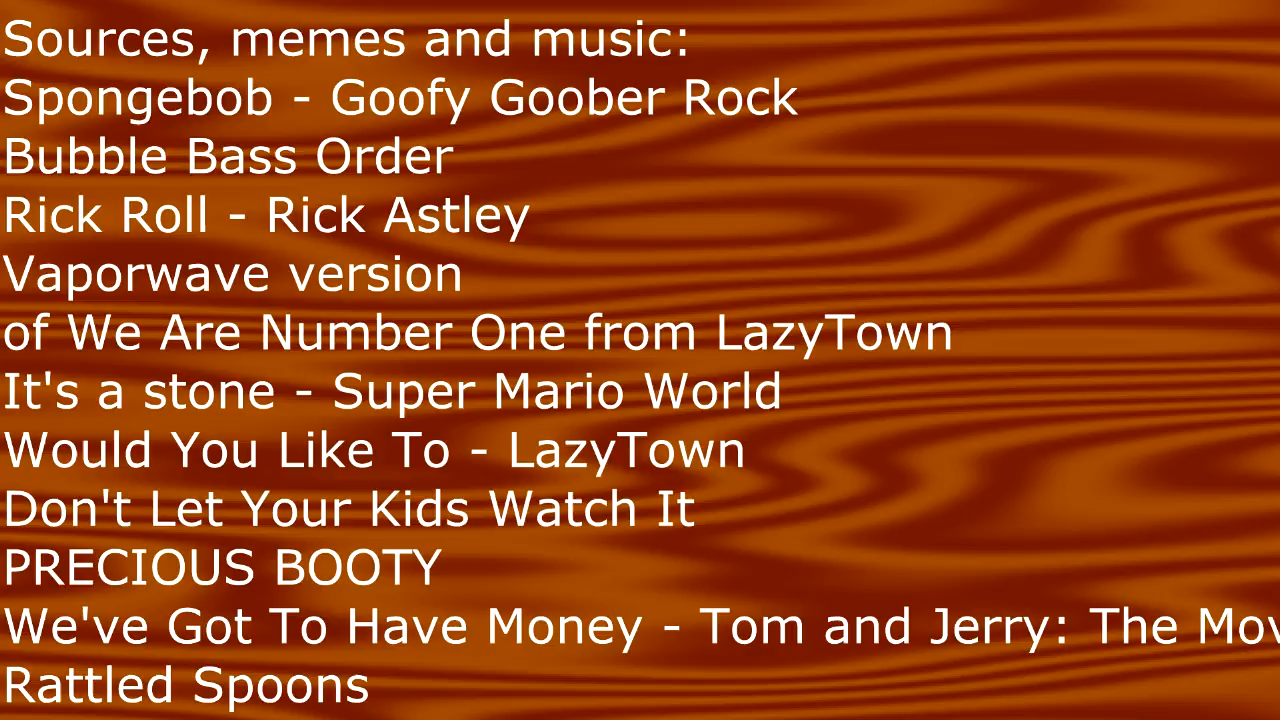 Sources, memes and music:
Spongebob - Goofy Goober Rock
Bubble Bass Order
Rick Roll - Rick Astley
Vaporwave version
of We Are Number One from LazyTown
It's a stone - Super Mario World
Would You Like To - LazyTown
Don't Let Your Kids Watch It
PRECIOUS BOOTY
We've Got To Have Money - Tom and Jerry: The Mov
Rattled Spoons